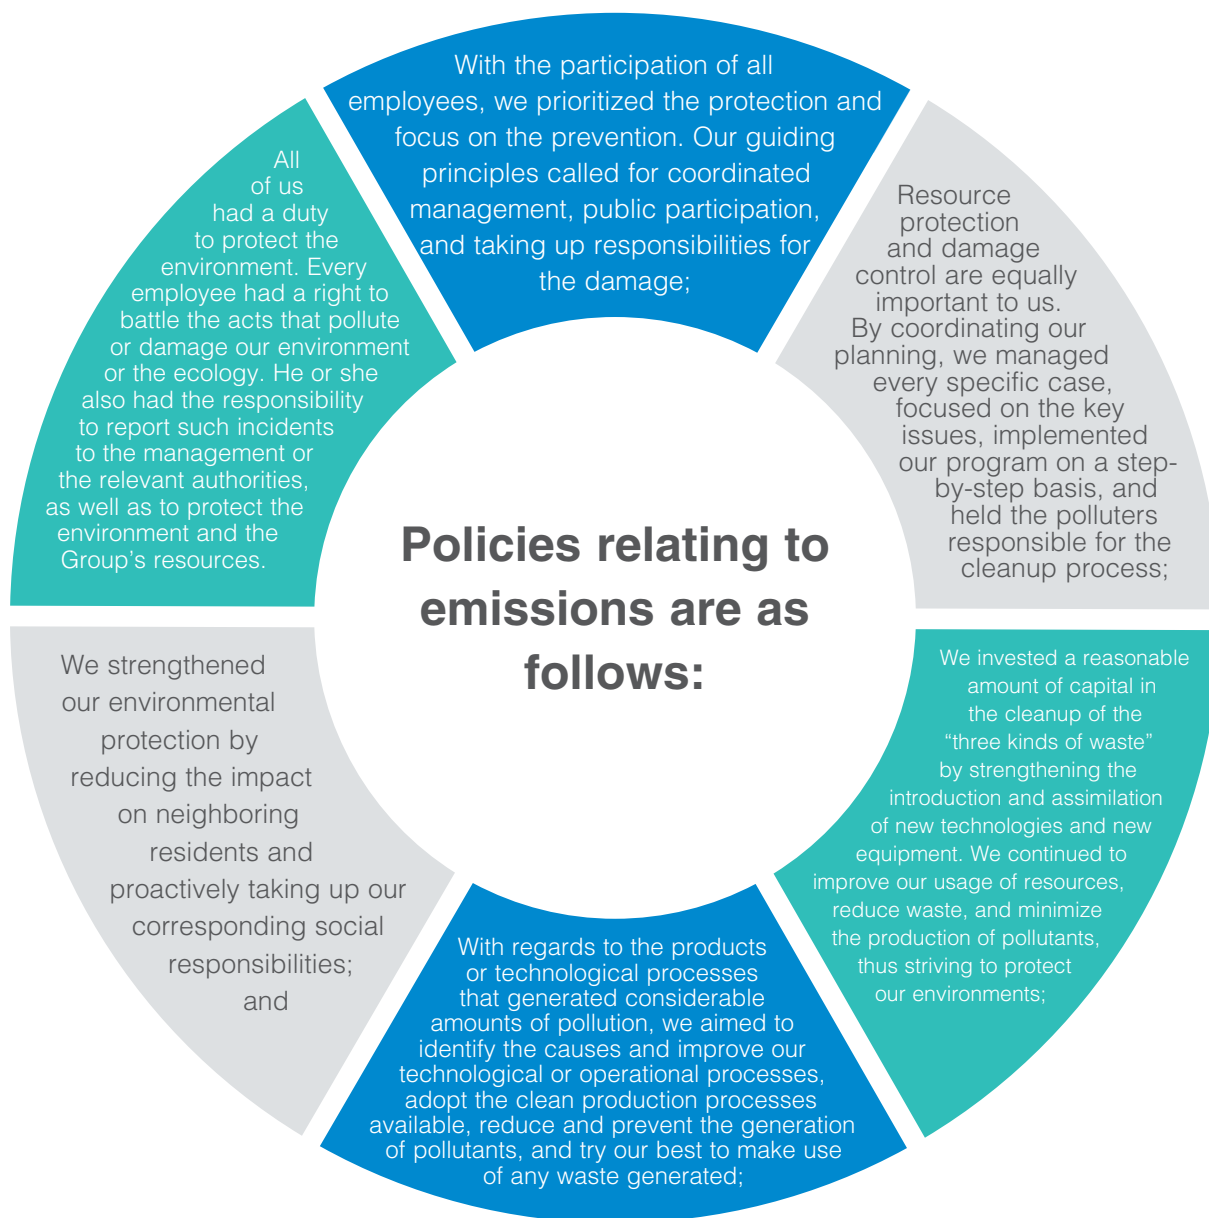 Policies relating to
emissions are as
follows:
With the participation of all
employees, we prioritized the protection and
focus on the prevention. Our guiding
principles called for coordinated
management, public participation,
and taking up responsibilities for
the damage;
Resource
protection
and damage
control are equally
important to us.
By coordinating our
planning, we managed
every specific case,
focused on the key
issues, implemented
our program on a step-
by-step basis, and
held the polluters
responsible for the
cleanup process;
We invested a reasonable
amount of capital in
the cleanup of the
“three kinds of waste”
by strengthening the
introduction and assimilation
of new technologies and new
equipment. We continued to
improve our usage of resources,
reduce waste, and minimize
the production of pollutants,
thus striving to protect
our environments;
With regards to the products
or technological processes
that generated considerable
amounts of pollution, we aimed to
identify the causes and improve our
technological or operational processes,
adopt the clean production processes
available, reduce and prevent the generation
of pollutants, and try our best to make use
of any waste generated;
We strengthened
our environmental
protection by
reducing the impact
on neighboring
residents and
proactively taking up our
corresponding social
responsibilities;
and
All
of us
had a duty
to protect the
environment. Every
employee had a right to
battle the acts that pollute
or damage our environment
or the ecology. He or she
also had the responsibility
to report such incidents
to the management or
the relevant authorities,
as well as to protect the
environment and the
Group’s resources.